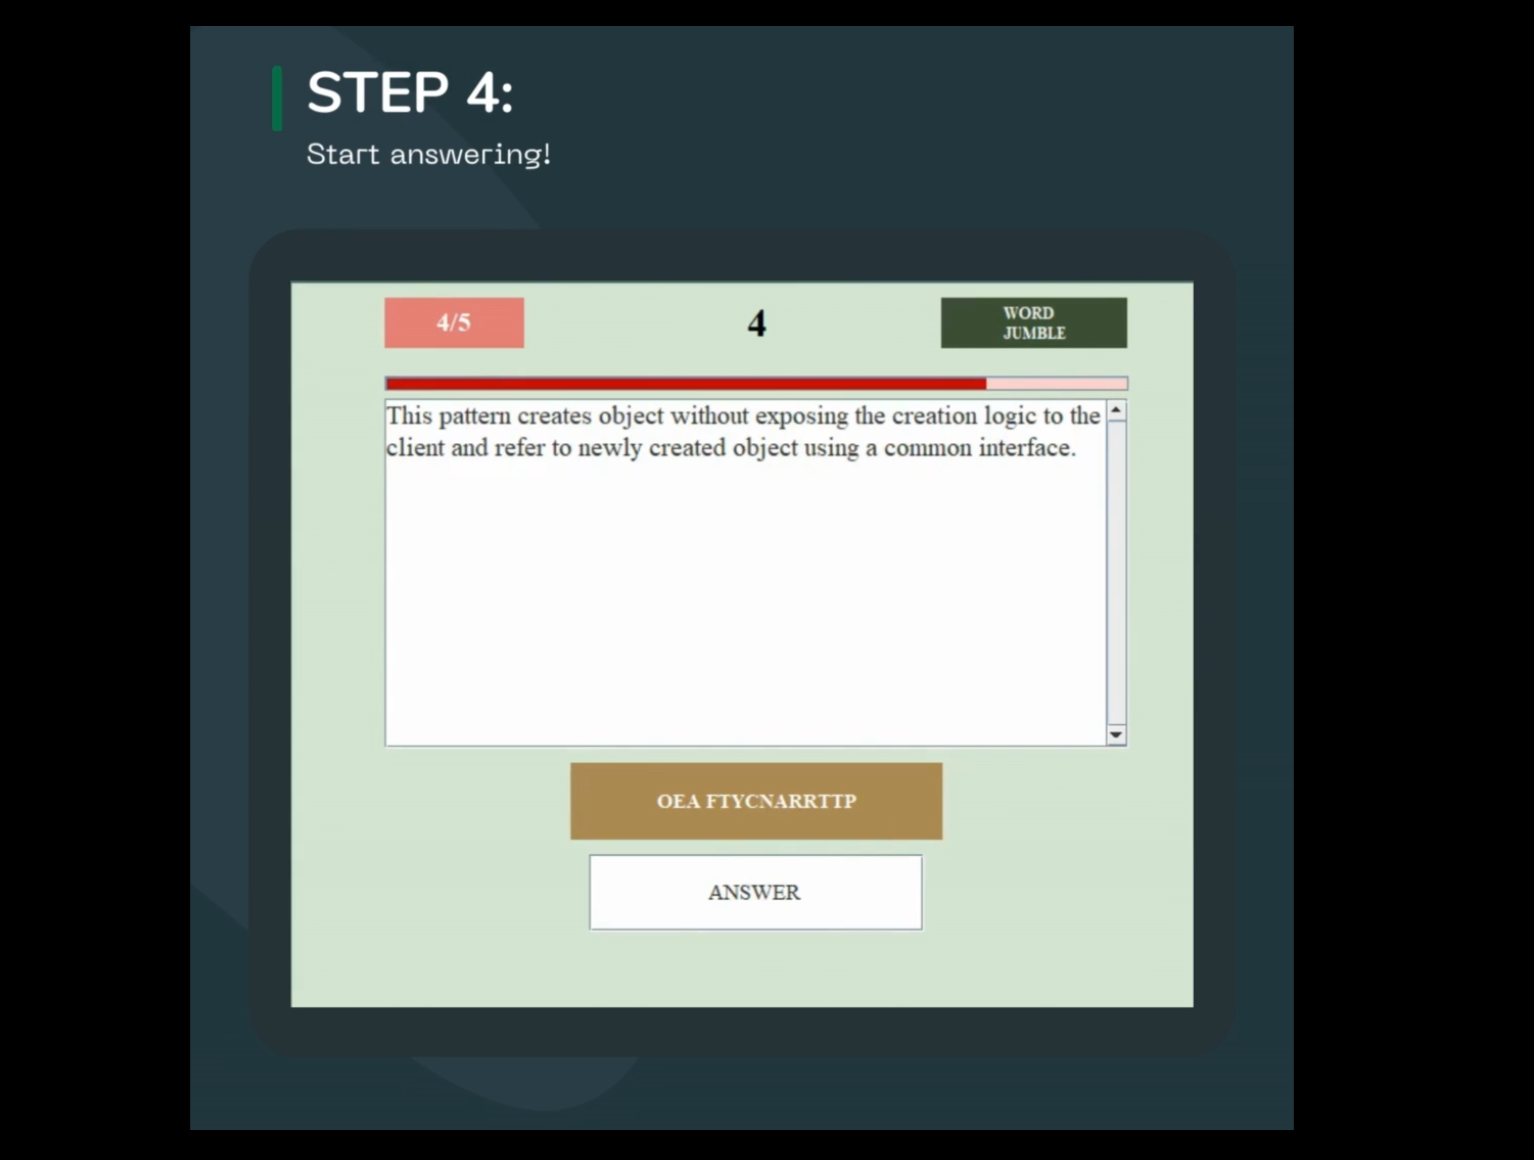 STEP 4:
Start answering!
4/5
4
WORD
JUMBLE
This pattern creates object without exposing the creation logic to the
client and refer to newly created object using a common interface.
OEA FTYCNARRTTP
ANSWER